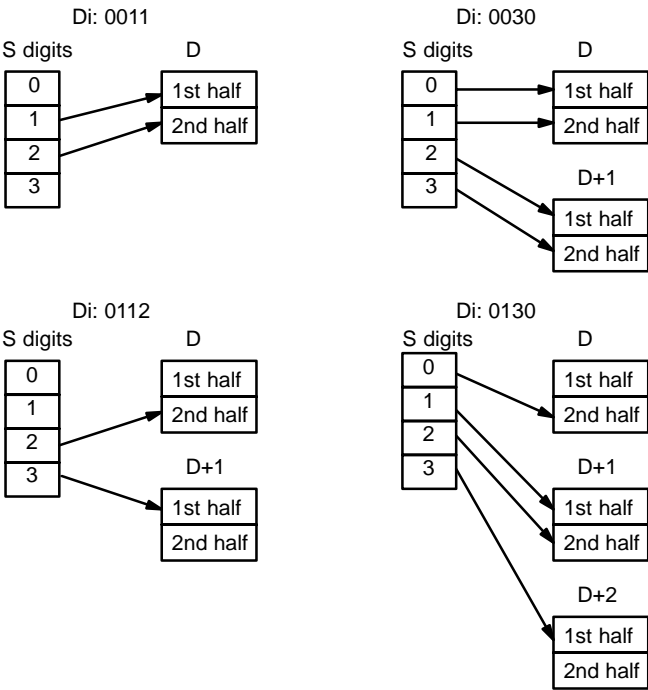 Di: 0011
S digits D
0
1
2
3
1st half
2nd half
Di: 0030
S digits D
0
1
2
3
1st half
2nd half
D+1
1st half
2nd half
Di: 0112
S digits D
0
1
2
3
1st half
2nd half
D+1
1st half
2nd half
Di: 0130
S digits D
0
1
2
3
1st half
2nd half
D+1
1st half
2nd half
D+2
1st half
2nd half